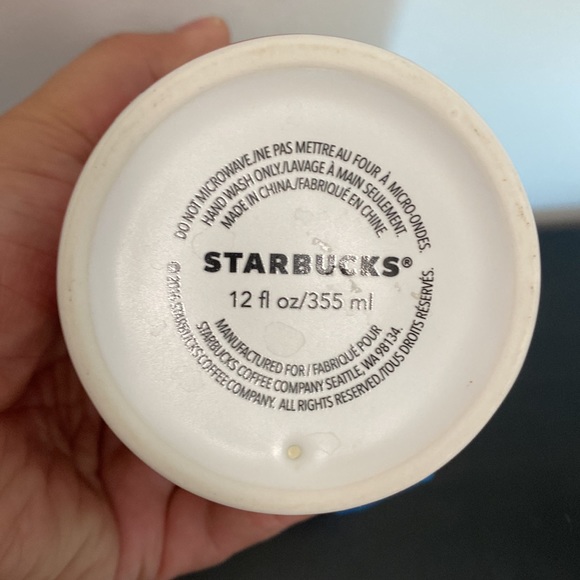 DO NOT MICROWAVE./NE PAS METTRE AU FOUR À MICRO-ONDES.
HAND WASH ONLY./LAVAGE À MAIN SEULEMENT.
MADE IN CHINA./FABRIQUÉ EN CHINE.
STARBUCKS®
12 fl oz/355 ml
MANUFACTURED FOR / FABRIQUÉ POUR
STARBUCKS COFFEE COMPANY SEATTLE, WA 98134.
© 2016 STARBUCKS COFFEE COMPANY. ALL RIGHTS RESERVED./TOUS DROITS RÉSERVÉS.